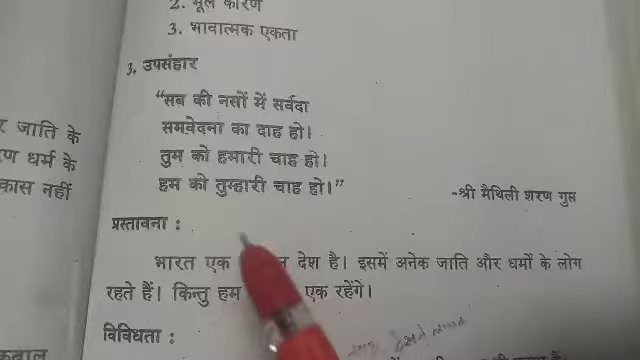 2. मूल कारण
3. भावात्मक एकता
3. उपसंहार
“सब की नसों में सर्वदा
समवेदना का दाह हो।
तुम को हमारी चाह हो।
हम को तुम्हारी चाह हो।”
-श्री मैथिली शरण गुप्त
प्रस्तावना :
भारत एक देश है। इसमें अनेक जाति और धर्मों के लोग
रहते हैं। किन्तु हम एक रहेंगे।
विविधता :
र जाति के
ण धर्म के
कास नहीं